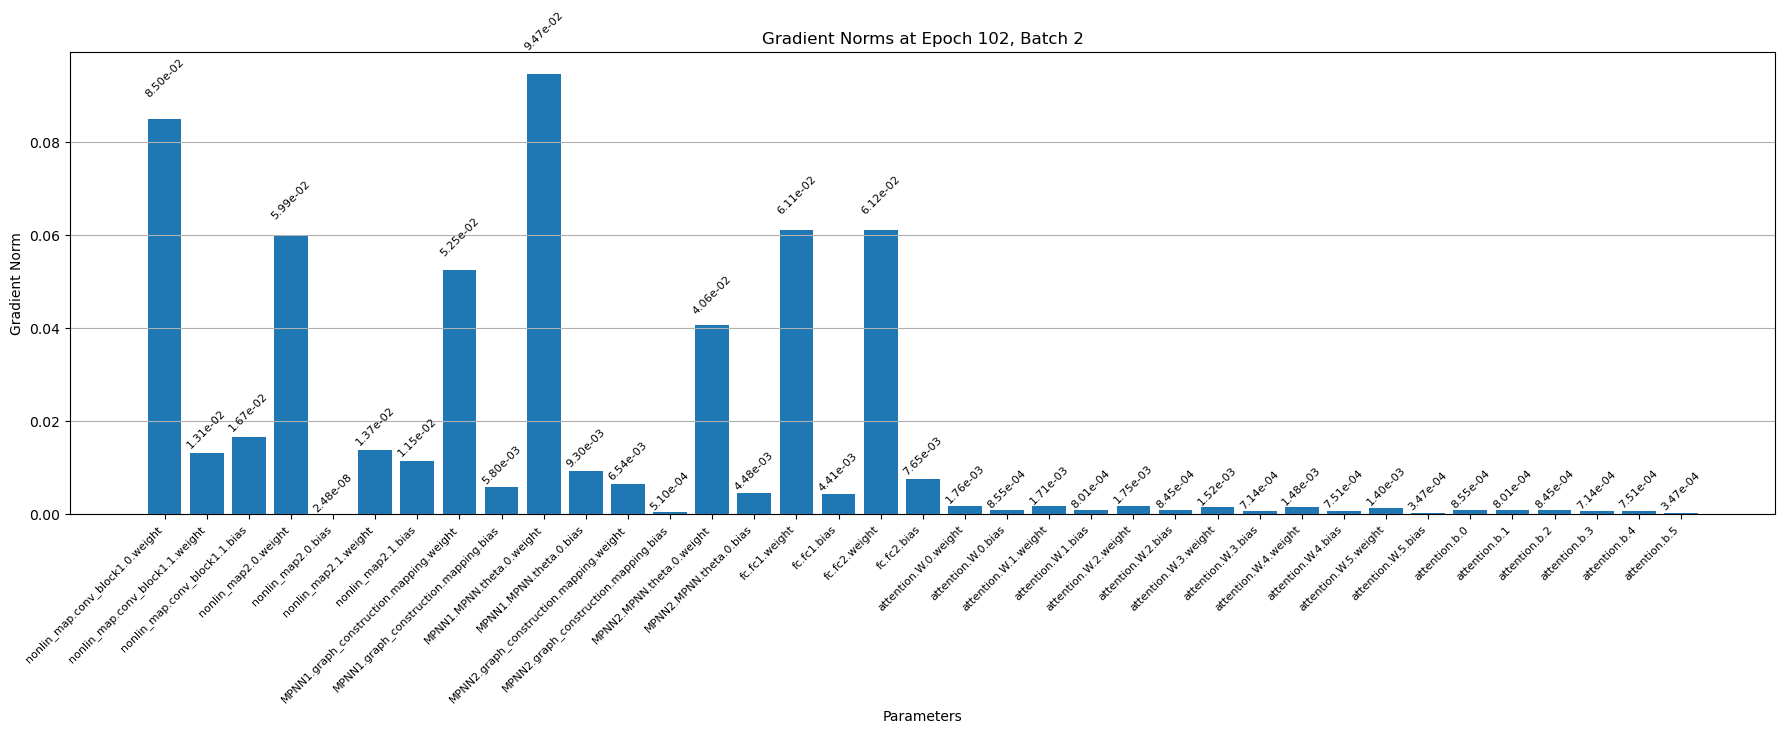 Gradient Norms at Epoch 102, Batch 2
Gradient Norm
0.08
0.06
0.04
0.02
0.00
8.50e-02
1.31e-02
1.67e-02
5.99e-02
2.48e-08
1.37e-02
1.15e-02
5.25e-02
5.80e-03
9.47e-02
9.30e-03
6.54e-03
5.10e-04
4.06e-02
4.48e-03
6.11e-02
4.41e-03
6.12e-02
7.65e-03
1.76e-03
8.55e-04
1.71e-03
8.01e-04
1.75e-03
8.45e-04
1.52e-03
7.14e-04
1.48e-03
7.51e-04
1.40e-03
3.47e-04
8.55e-04
8.01e-04
8.45e-04
7.14e-04
7.51e-04
3.47e-04
nonlin_map.conv_block1.0.weight
nonlin_map.conv_block1.1.weight
nonlin_map.conv_block1.1.bias
nonlin_map2.0.weight
nonlin_map2.0.bias
nonlin_map2.1.weight
nonlin_map2.1.bias
MPNN1.graph_construction.mapping.weight
MPNN1.graph_construction.mapping.bias
MPNN1.MPNN.theta.0.weight
MPNN1.MPNN.theta.0.bias
MPNN2.graph_construction.mapping.weight
MPNN2.graph_construction.mapping.bias
MPNN2.MPNN.theta.0.weight
MPNN2.MPNN.theta.0.bias
fc.fc1.weight
fc.fc1.bias
fc.fc2.weight
fc.fc2.bias
attention.W.0.weight
attention.W.0.bias
attention.W.1.weight
attention.W.1.bias
attention.W.2.weight
attention.W.2.bias
attention.W.3.weight
attention.W.3.bias
attention.W.4.weight
attention.W.4.bias
attention.W.5.weight
attention.W.5.bias
attention.b.0
attention.b.1
attention.b.2
attention.b.3
attention.b.4
attention.b.5
Parameters